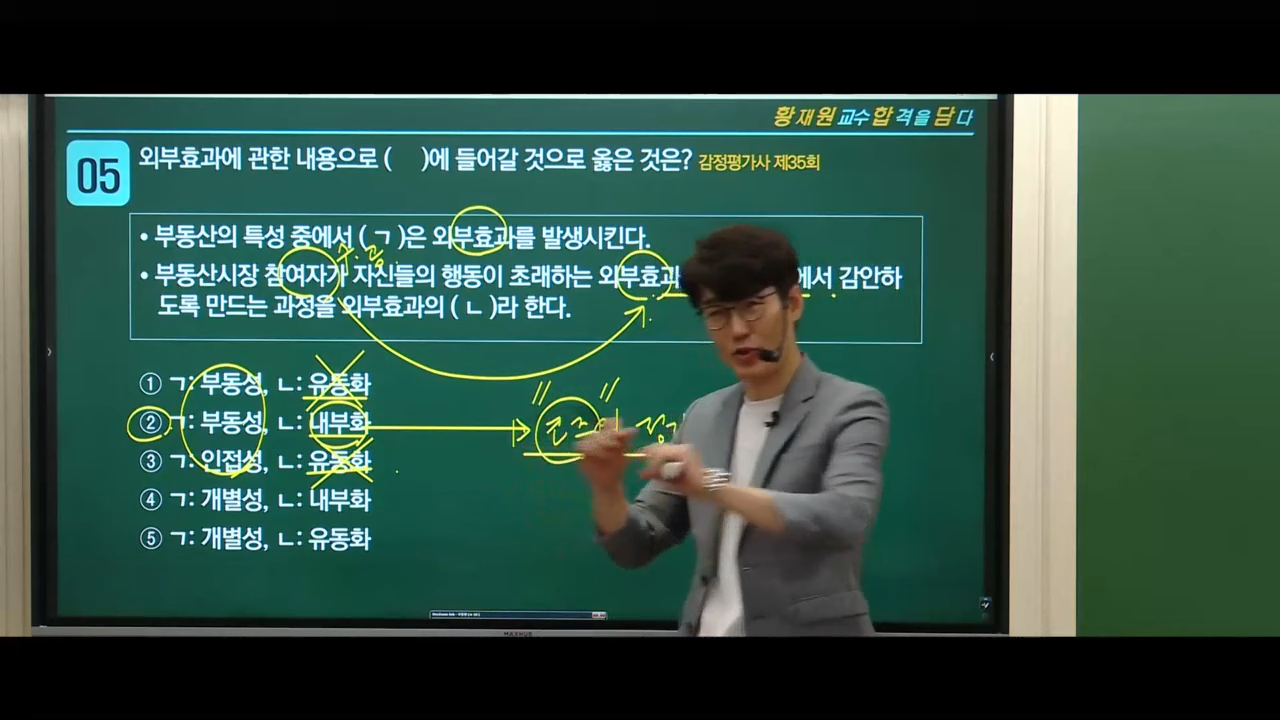 황재원 교수 합격을 담다
05 외부효과에 관한 내용으로 ( )에 들어갈 것으로 옳은 것은? 감정평가사 제35회
• 부동산의 특성 중에서 ( ㄱ )은 외부효과를 발생시킨다.
수·공
• 부동산시장 참여자가 자신들의 행동이 초래하는 외부효과 에서 감안하
도록 만드는 과정을 외부효과의 ( ㄴ )라 한다.
① ㄱ: 부동성, ㄴ: 유동화
② ㄱ: 부동성, ㄴ: 내부화
"코즈"의 정
③ ㄱ: 인접성, ㄴ: 유동화
④ ㄱ: 개별성, ㄴ: 내부화
⑤ ㄱ: 개별성, ㄴ: 유동화
MAXHUB